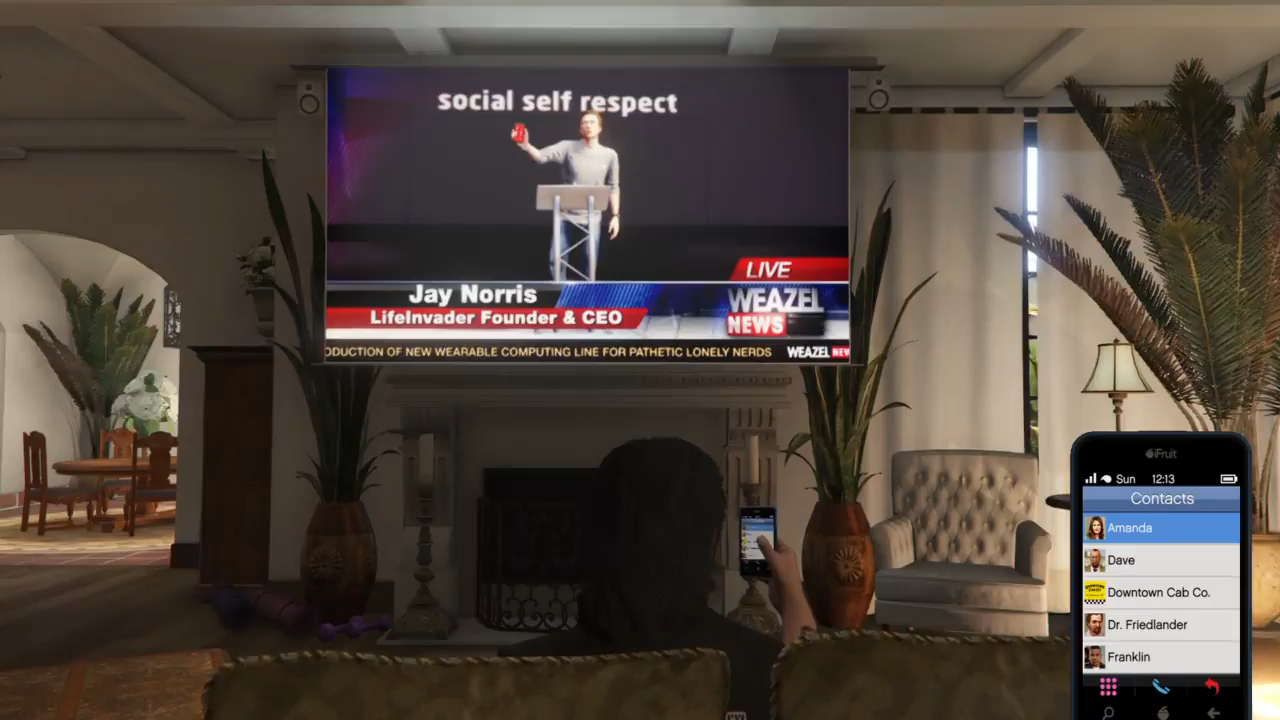 social self respect
LIVE
Jay Norris
LifeInvader Founder & CEO
WEAZEL
NEWS
ODUCTION OF NEW WEARABLE COMPUTING LINE FOR PATHETIC LONELY NERDS
WEAZEL NEW
iFruit
Sun 12:13
Contacts
Amanda
Dave
Downtown Cab Co.
Dr. Friedlander
Franklin